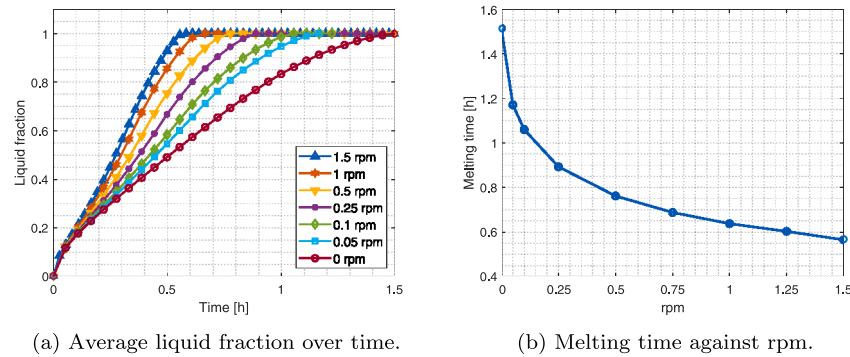 1
0.8
0.6
0.4
0.2
0
Liquid fraction
1.5 rpm
1 rpm
0.5 rpm
0.25 rpm
0.1 rpm
0.05 rpm
0 rpm
0 0.5 1 1.5
Time [h]
(a) Average liquid fraction over time.
1.6
1.4
1.2
1
0.8
0.6
0.4
Melting time [h]
0 0.25 0.5 0.75 1 1.25 1.5
rpm
(b) Melting time against rpm.